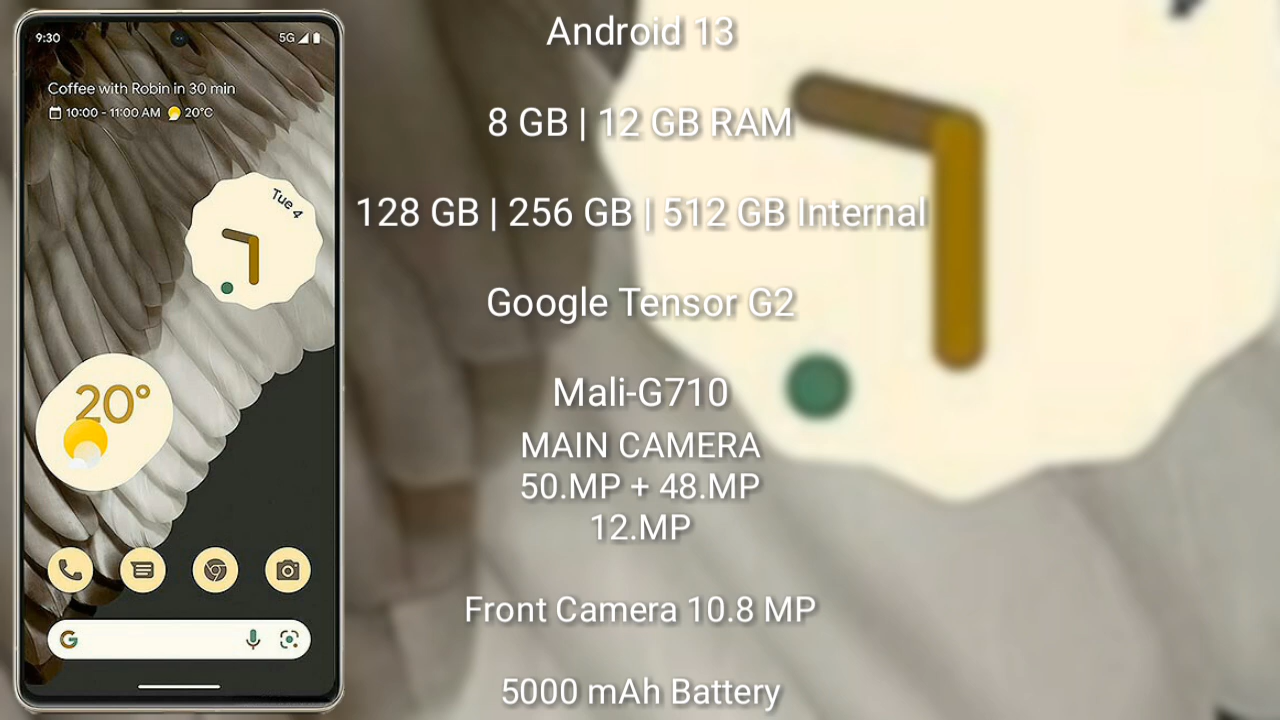 9:30
5G
Coffee with Robin in 30 min
10:00 - 11:00 AM 20°C
Tue 4
20°
G
Android 13
8 GB | 12 GB RAM
128 GB | 256 GB | 512 GB Internal
Google Tensor G2
Mali-G710
MAIN CAMERA
50.MP + 48.MP
12.MP
Front Camera 10.8 MP
5000 mAh Battery